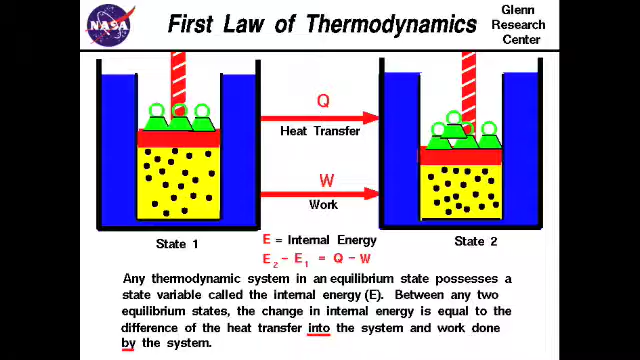 NASA
First Law of Thermodynamics
Glenn
Research
Center
Q
Heat Transfer
W
Work
State 1
State 2
E = Internal Energy
E₂ − E₁ = Q − W
Any thermodynamic system in an equilibrium state possesses a
state variable called the internal energy (E). Between any two
equilibrium states, the change in internal energy is equal to the
difference of the heat transfer into the system and work done
by the system.